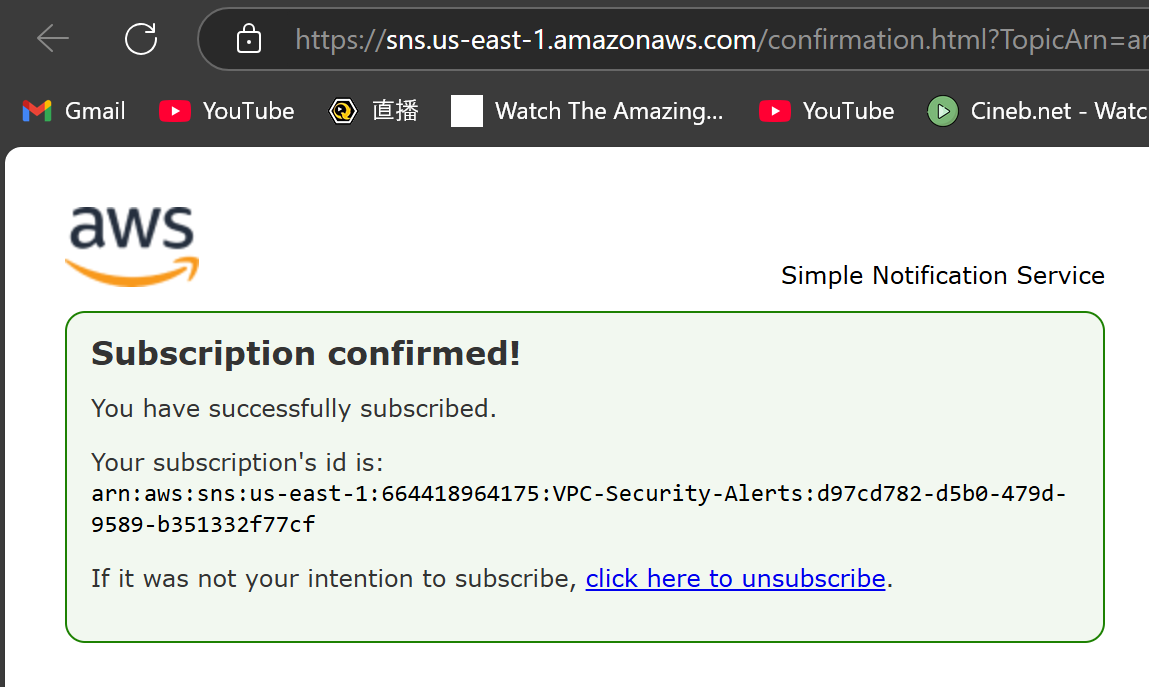 https://sns.us-east-1.amazonaws.com/confirmation.html?TopicArn=ar
Gmail YouTube 直播 Watch The Amazing... YouTube Cineb.net - Watc
aws
Simple Notification Service
Subscription confirmed!
You have successfully subscribed.
Your subscription's id is:
arn:aws:sns:us-east-1:664418964175:VPC-Security-Alerts:d97cd782-d5b0-479d-
9589-b351332f77cf
If it was not your intention to subscribe, click here to unsubscribe.